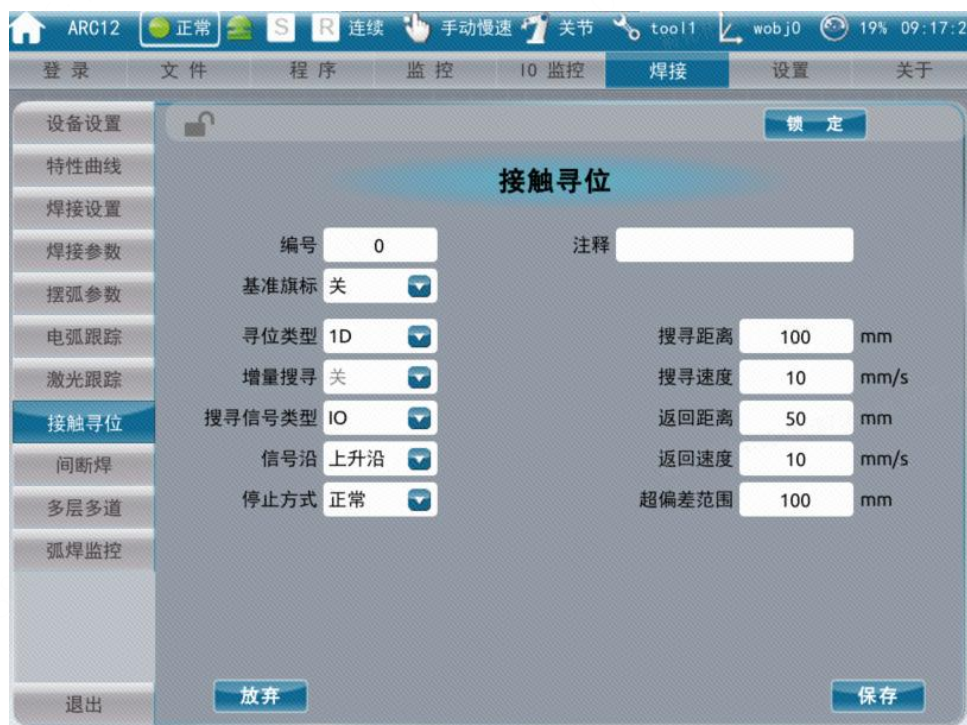 ARC12 正常 S R 连续 手动慢速 关节 tool1 wobj0 19% 09:17:2
登录 文件 程序 监控 IO 监控 焊接 设置 关于
设备设置
锁 定
特性曲线
接触寻位
焊接设置
编号 0 注释
焊接参数
基准旗标 关
摆弧参数
电弧跟踪
寻位类型 1D 搜寻距离 100 mm
激光跟踪
增量搜寻 关 搜寻速度 10 mm/s
接触寻位
搜寻信号类型 IO 返回距离 50 mm
间断焊
信号沿 上升沿 返回速度 10 mm/s
多层多道
停止方式 正常 超偏差范围 100 mm
弧焊监控
退出
放弃 保存